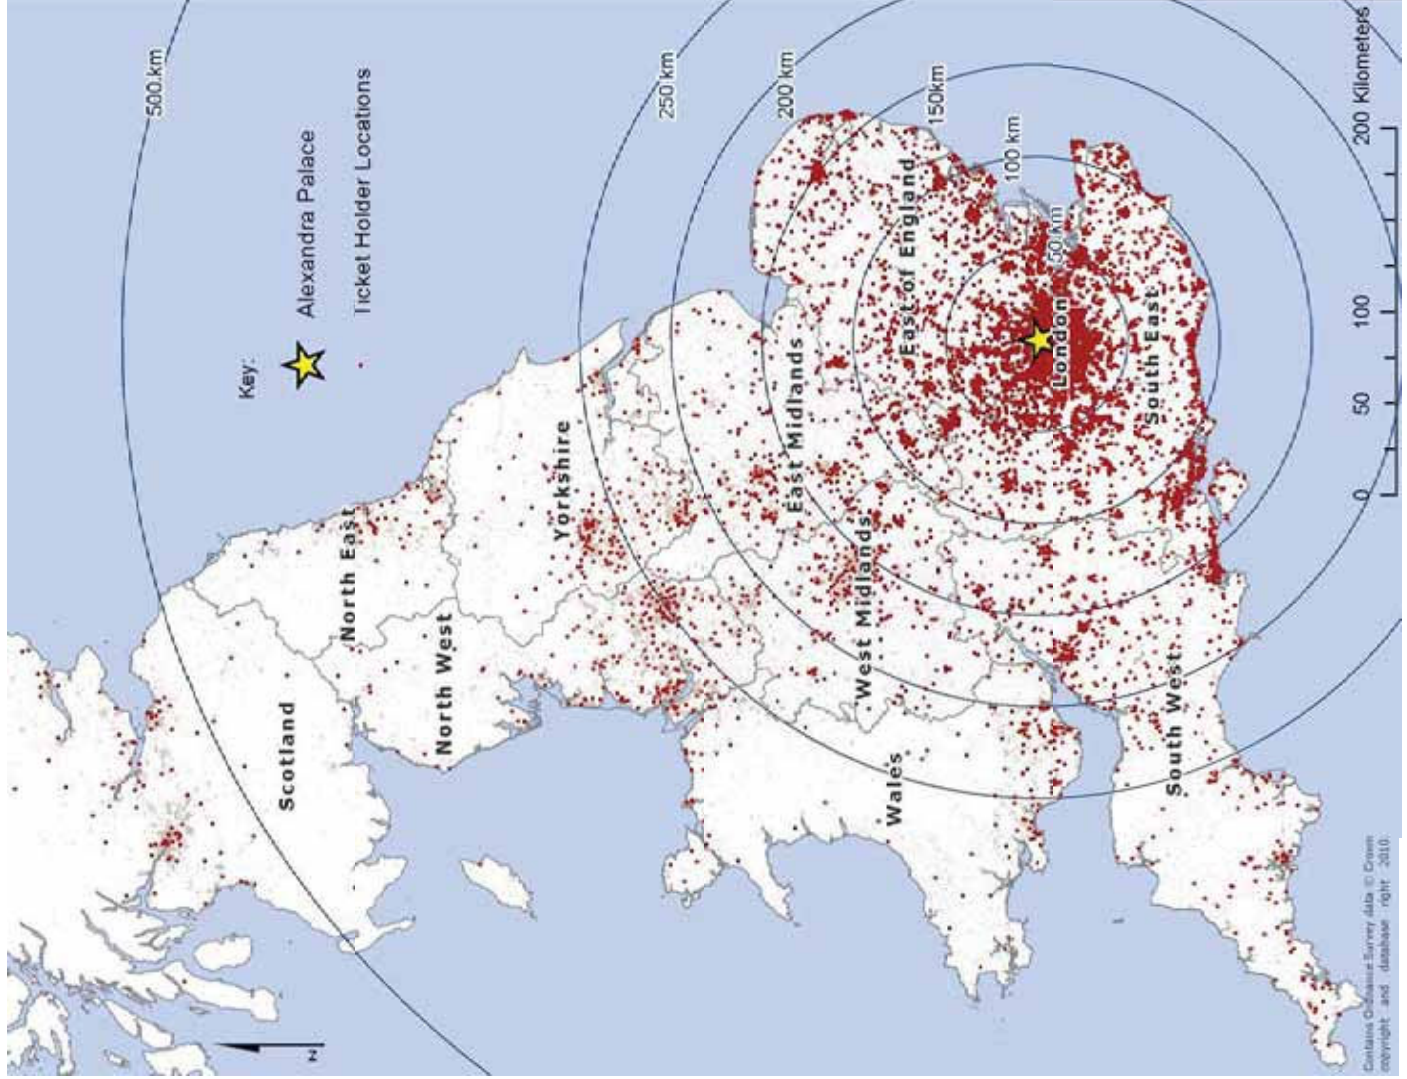 Key:
Alexandra Palace
Ticket Holder Locations
500 km
250 km
200 km
150km
100 km
50 km
Scotland
North East
North West
Yorkshire
East Midlands
West Midlands
East of England
Wales
London
South East
South West
N
0 50 100 200 Kilometers
Contains Ordnance Survey data © Crown
copyright and database right 2010.